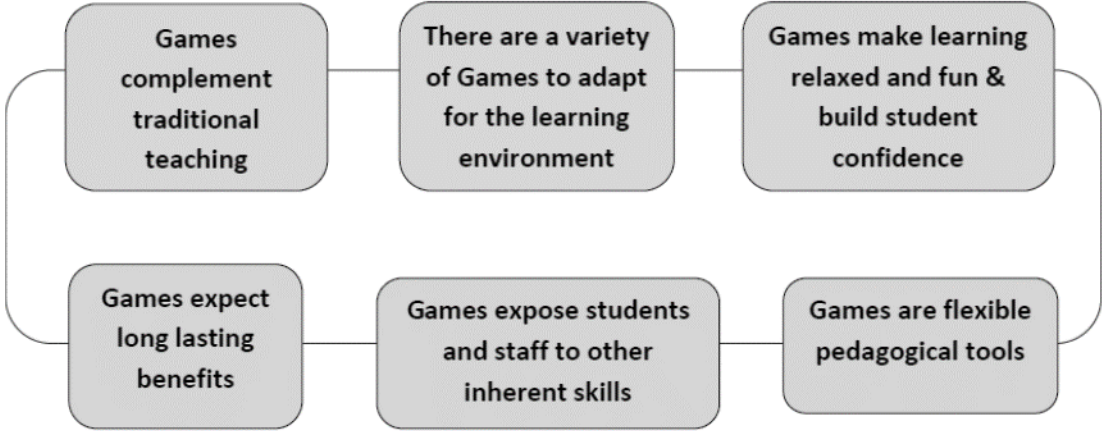 Games
complement
traditional
teaching
There are a variety
of Games to adapt
for the learning
environment
Games make learning
relaxed and fun &
build student
confidence
Games expect
long lasting
benefits
Games expose students
and staff to other
inherent skills
Games are flexible
pedagogical tools